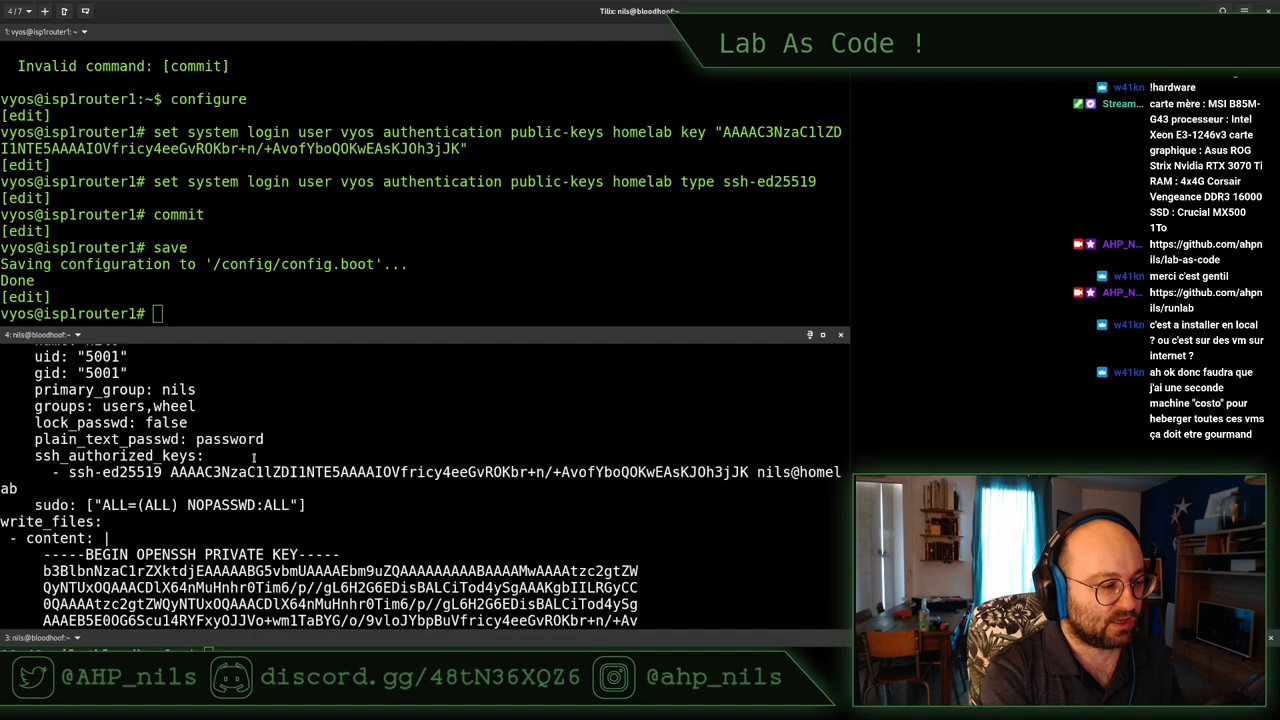 4 / 7
Tilix: nils@bloodhoof:~
1: vyos@isp1router1: ~
Lab As Code !
Invalid command: [commit]
vyos@isp1router1:~$ configure
[edit]
vyos@isp1router1# set system login user vyos authentication public-keys homelab key "AAAAC3NzaC1lZD
I1NTE5AAAAIOVfricy4eeGvROKbr+n/+AvofYboQOKwEAsKJOh3jJK"
[edit]
vyos@isp1router1# set system login user vyos authentication public-keys homelab type ssh-ed25519
[edit]
vyos@isp1router1# commit
[edit]
vyos@isp1router1# save
Saving configuration to '/config/config.boot'...
Done
[edit]
vyos@isp1router1#
4: nils@bloodhoof:~
uid: "5001"
gid: "5001"
primary_group: nils
groups: users,wheel
lock_passwd: false
plain_text_passwd: password
ssh_authorized_keys:
- ssh-ed25519 AAAAC3NzaC1lZDI1NTE5AAAAIOVfricy4eeGvROKbr+n/+AvofYboQOKwEAsKJOh3jJK nils@homel
ab
sudo: ["ALL=(ALL) NOPASSWD:ALL"]
write_files:
- content: |
-----BEGIN OPENSSH PRIVATE KEY-----
b3BlbnNzaC1rZXktdjEAAAAABG5vbmUAAAAEbm9uZQAAAAAAAAABAAAAMwAAAAtzc2gtZW
QyNTUxOQAAACDlX64nMuHnhr0Tim6/p//gL6H2G6EDisBALCiTod4ySgAAAKgbIILRGyCC
0QAAAAtzc2gtZWQyNTUxOQAAACDlX64nMuHnhr0Tim6/p//gL6H2G6EDisBALCiTod4ySg
AAAEB5E0OG6Scu14RYFxyOJJVo+wm1TaBYG/o/9vloJYbpBuVfricy4eeGvROKbr+n/+Av
3: nils@bloodhoof:~
w41kn !hardware
Stream... carte mère : MSI B85M-
G43 processeur : Intel
Xeon E3-1246v3 carte
graphique : Asus ROG
Strix Nvidia RTX 3070 Ti
RAM : 4x4G Corsair
Vengeance DDR3 16000
SSD : Crucial MX500
1To
AHP_N... https://github.com/ahpn
ils/lab-as-code
w41kn merci c'est gentil
AHP_N... https://github.com/ahpn
ils/runlab
w41kn c'est a installer en local
? ou c'est sur des vm sur
internet ?
w41kn ah ok donc faudra que
j'ai une seconde
machine "costo" pour
heberger toutes ces vms
ça doit etre gourmand
@AHP_nils
discord.gg/48tN36XQZ6
@ahp_nils